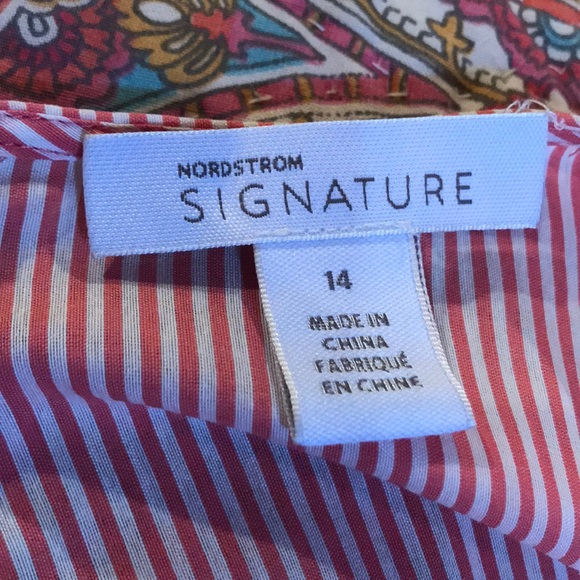 NORDSTROM
SIGNATURE
14
MADE IN
CHINA
FABRIQUÉ
EN CHINE